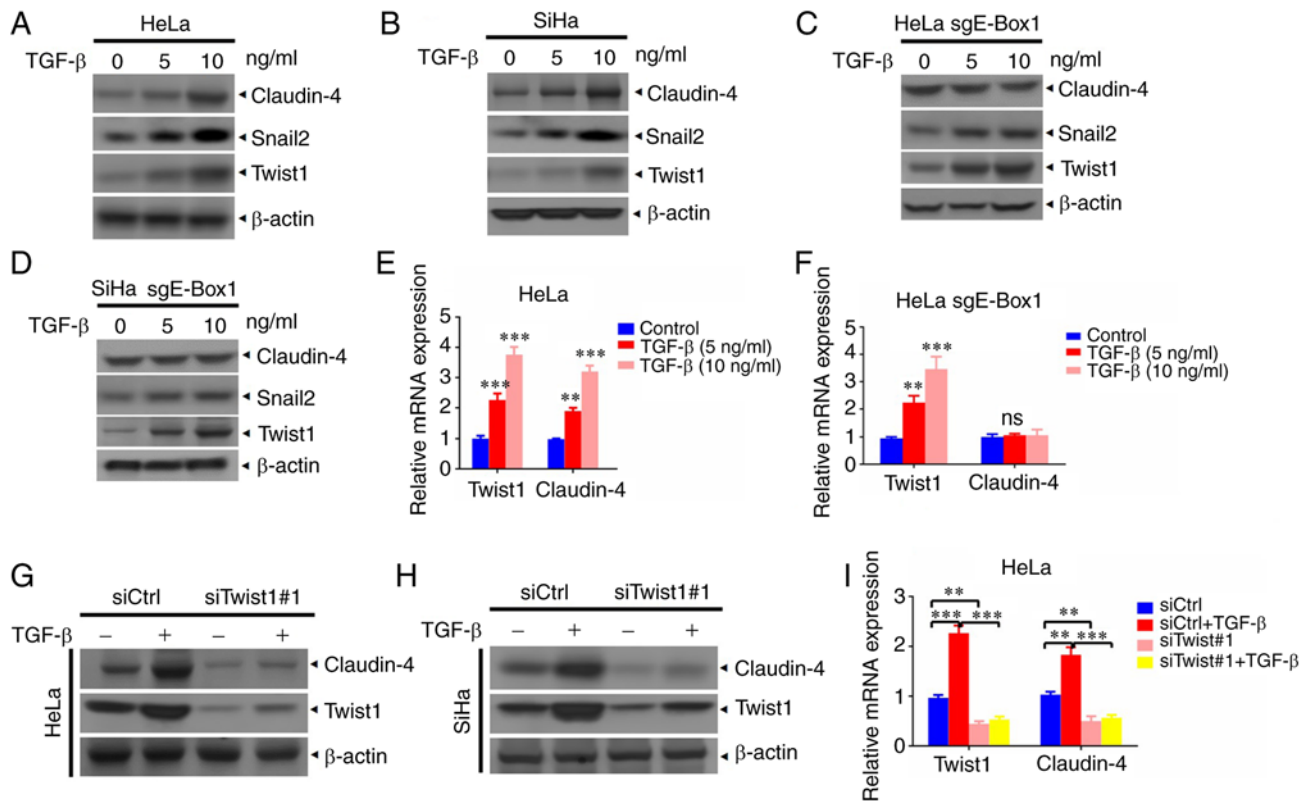 A
HeLa
TGF-β 0 5 10 ng/ml
Claudin-4
Snail2
Twist1
β-actin
B
SiHa
TGF-β 0 5 10 ng/ml
Claudin-4
Snail2
Twist1
β-actin
C
HeLa sgE-Box1
TGF-β 0 5 10 ng/ml
Claudin-4
Snail2
Twist1
β-actin
D
SiHa sgE-Box1
TGF-β 0 5 10 ng/ml
Claudin-4
Snail2
Twist1
β-actin
E
HeLa
Relative mRNA expression
5
4
3
2
1
0
*** ***
*** **
Twist1 Claudin-4
Control
TGF-β (5 ng/ml)
TGF-β (10 ng/ml)
F
HeLa sgE-Box1
Relative mRNA expression
5
4
3
2
1
0
** *** ns
Twist1 Claudin-4
Control
TGF-β (5 ng/ml)
TGF-β (10 ng/ml)
G
siCtrl siTwist1#1
TGF-β – + – +
HeLa
Claudin-4
Twist1
β-actin
H
siCtrl siTwist1#1
TGF-β – + – +
SiHa
Claudin-4
Twist1
β-actin
I
HeLa
Relative mRNA expression
3
2
1
0
** **
*** *** ** ***
Twist1 Claudin-4
siCtrl
siCtrl+TGF-β
siTwist#1
siTwist#1+TGF-β